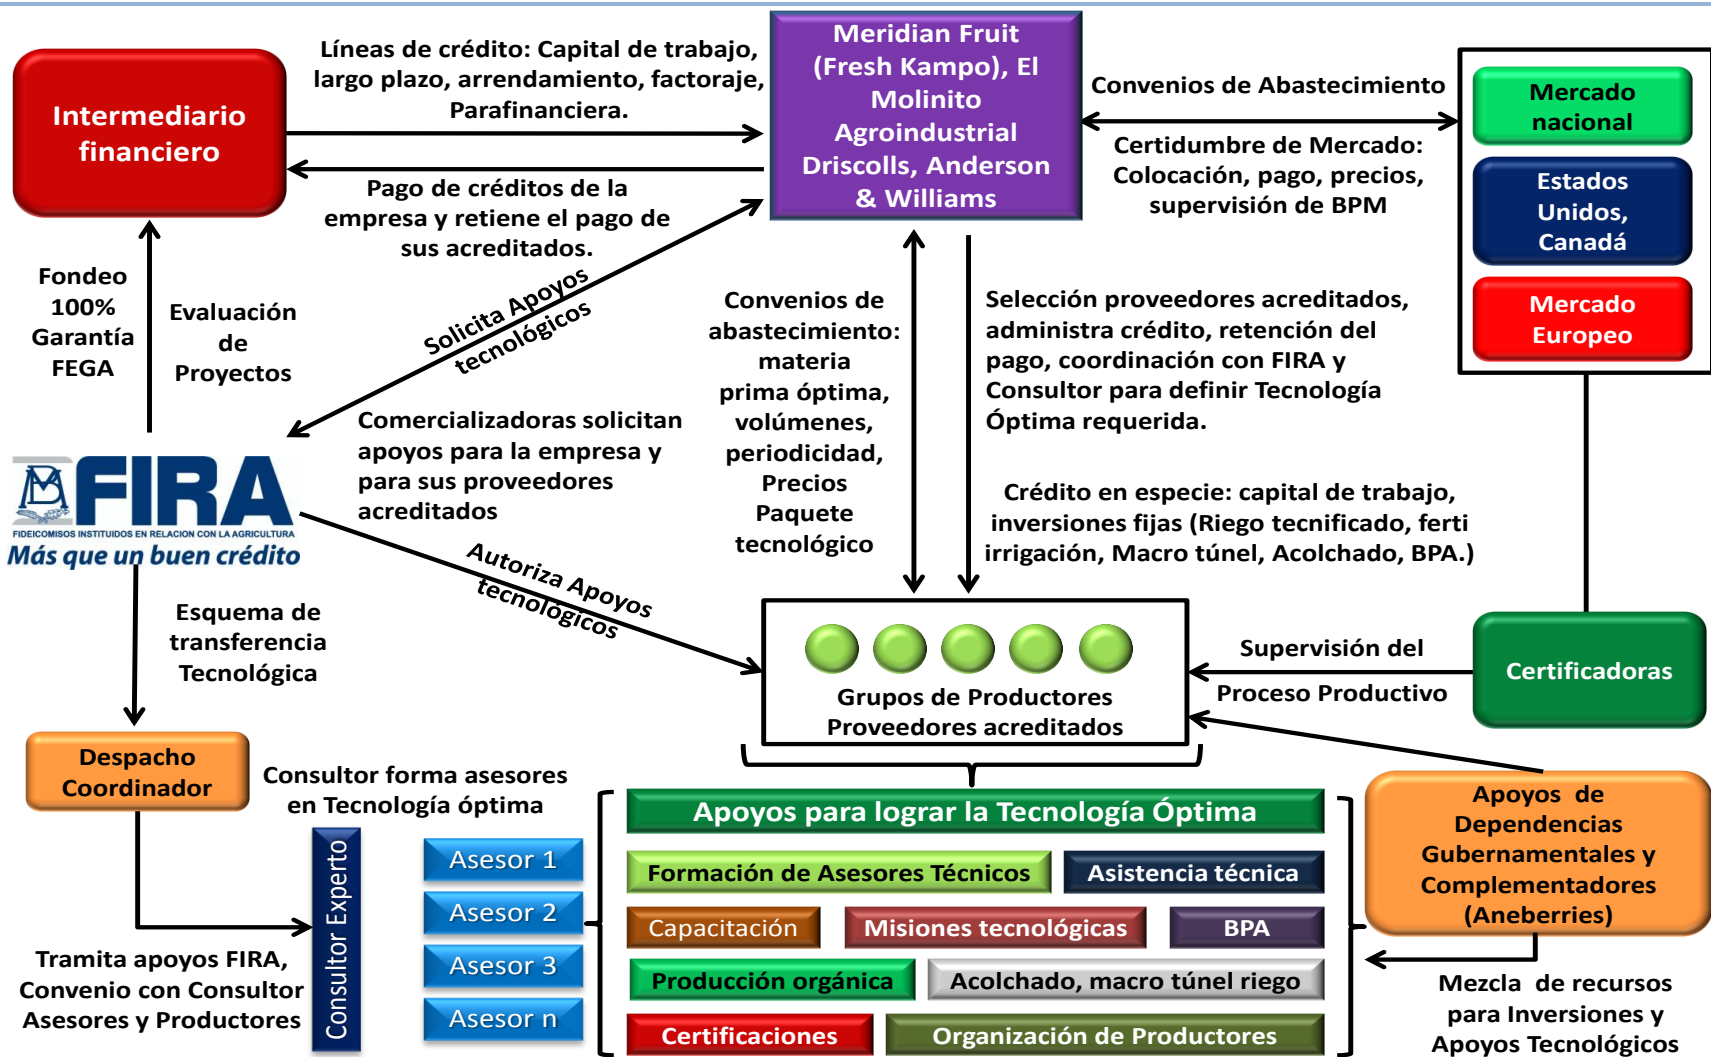 Intermediario
financiero
Líneas de crédito: Capital de trabajo,
largo plazo, arrendamiento, factoraje,
Parafinanciera.
Pago de créditos de la
empresa y retiene el pago de
sus acreditados.
Meridian Fruit
(Fresh Kampo), El
Molinito
Agroindustrial
Driscolls, Anderson
& Williams
Convenios de Abastecimiento
Certidumbre de Mercado:
Colocación, pago, precios,
supervisión de BPM
Mercado
nacional
Estados
Unidos,
Canadá
Mercado
Europeo
Fondeo
100%
Garantía
FEGA
Evaluación
de
Proyectos
Solicita Apoyos
tecnológicos
Convenios de
abastecimiento:
materia
prima óptima,
volúmenes,
periodicidad,
Precios
Paquete
tecnológico
Selección proveedores acreditados,
administra crédito, retención del
pago, coordinación con FIRA y
Consultor para definir Tecnología
Óptima requerida.
Crédito en especie: capital de trabajo,
inversiones fijas (Riego tecnificado, ferti
irrigación, Macro túnel, Acolchado, BPA.)
Comercializadoras solicitan
apoyos para la empresa y
para sus proveedores
acreditados
FIRA
FIDEICOMISOS INSTITUIDOS EN RELACION CON LA AGRICULTURA
Más que un buen crédito
Autoriza Apoyos
tecnológicos
Esquema de
transferencia
Tecnológica
Grupos de Productores
Proveedores acreditados
Supervisión del
Proceso Productivo
Certificadoras
Despacho
Coordinador
Consultor forma asesores
en Tecnología óptima
Tramita apoyos FIRA,
Convenio con Consultor
Asesores y Productores
Consultor Experto
Asesor 1
Asesor 2
Asesor 3
Asesor n
Apoyos para lograr la Tecnología Óptima
Formación de Asesores Técnicos
Asistencia técnica
Capacitación
Misiones tecnológicas
BPA
Producción orgánica
Acolchado, macro túnel riego
Certificaciones
Organización de Productores
Apoyos de
Dependencias
Gubernamentales y
Complementadores
(Aneberries)
Mezcla de recursos
para Inversiones y
Apoyos Tecnológicos